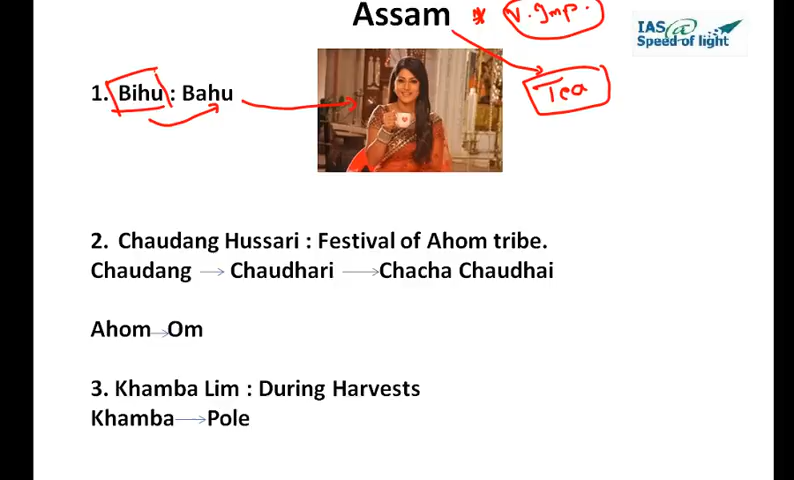 Assam * V. Imp.
IAS@
Speed of light
1. Bihu : Bahu
Tea
2. Chaudang Hussari : Festival of Ahom tribe.
Chaudang → Chaudhari → Chacha Chaudhai
Ahom → Om
3. Khamba Lim : During Harvests
Khamba → Pole